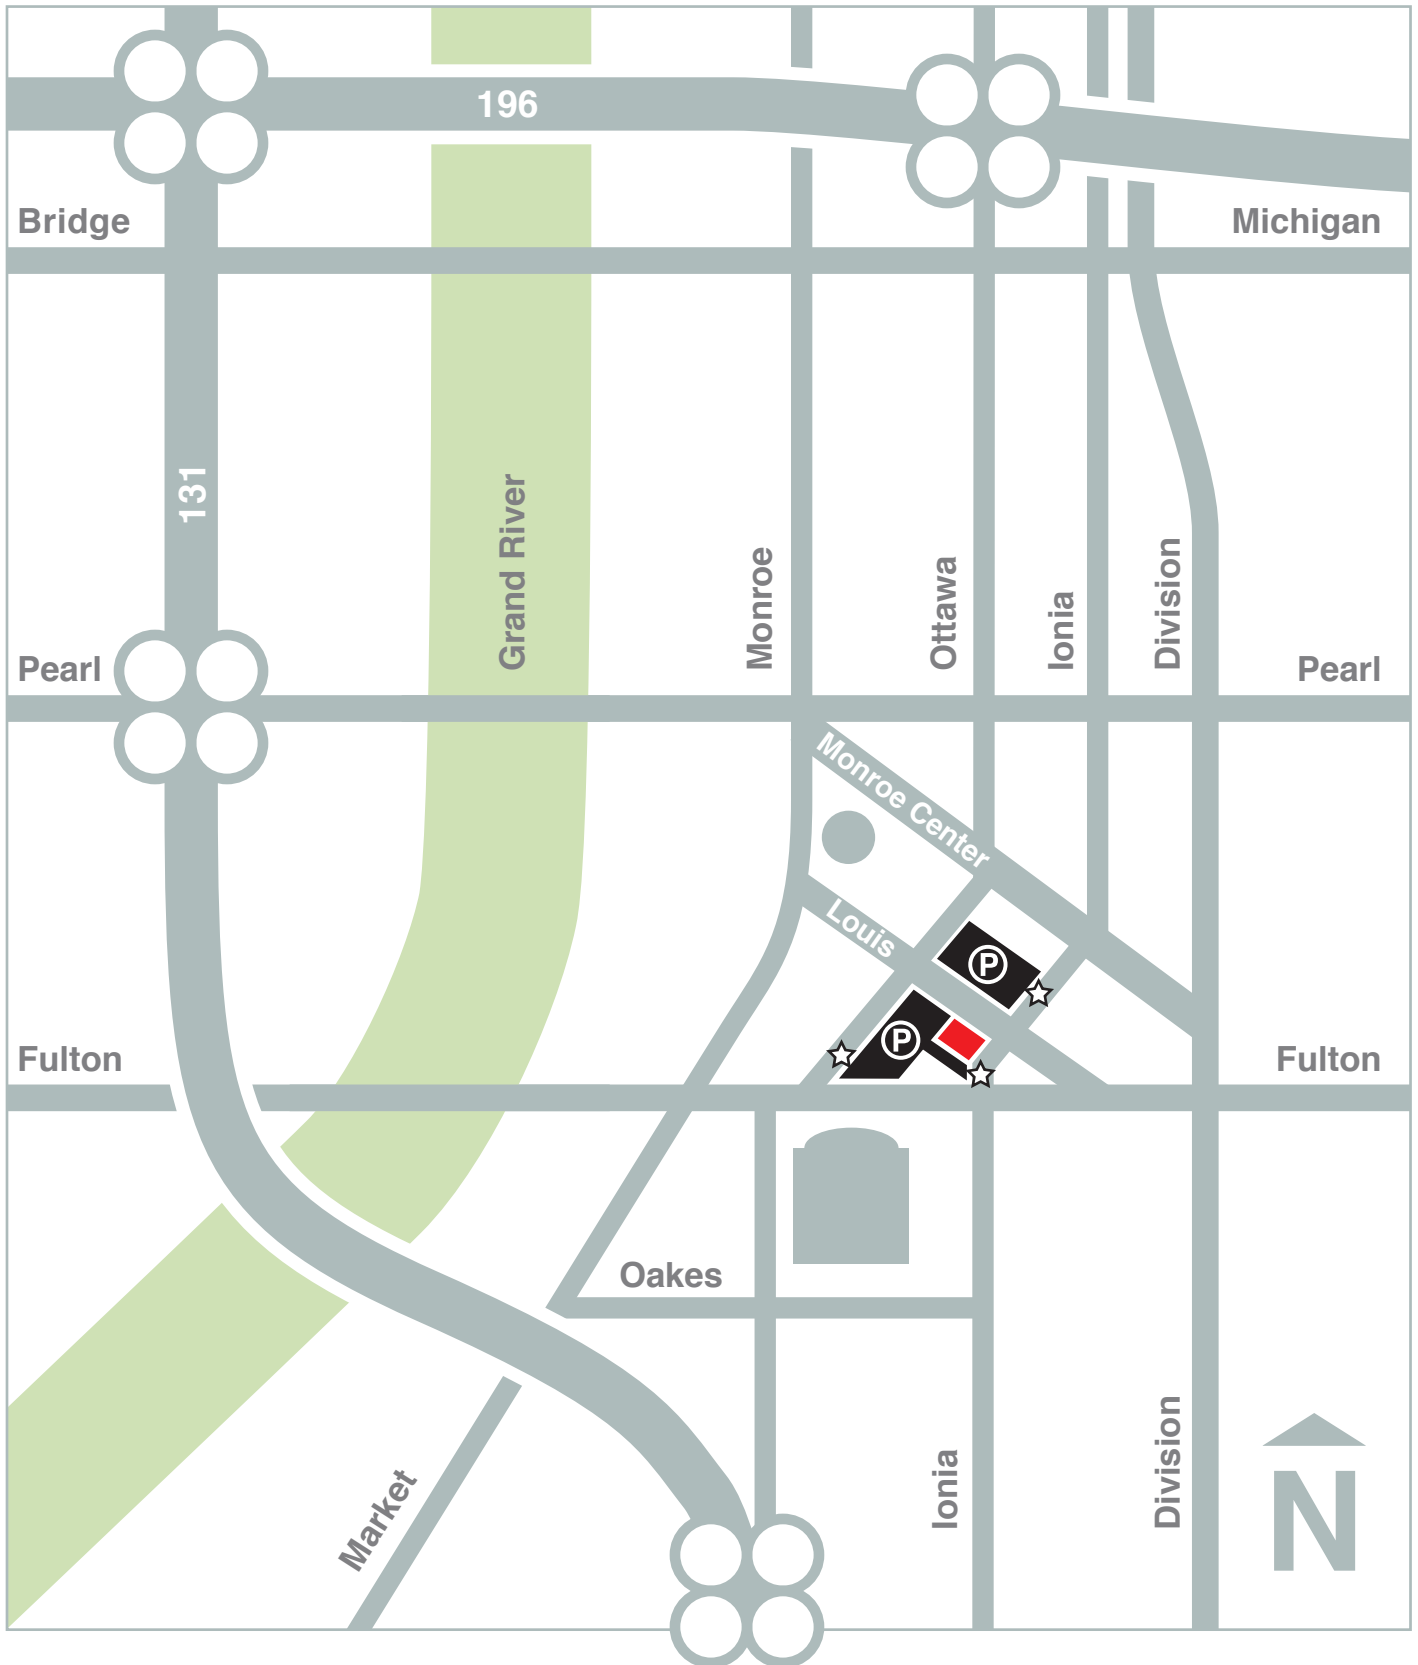 196
Bridge
Michigan
131
Grand River
Monroe
Ottawa
Ionia
Division
Pearl
Pearl
Monroe Center
Louis
P
P
Fulton
Fulton
Oakes
Market
Ionia
Division
N